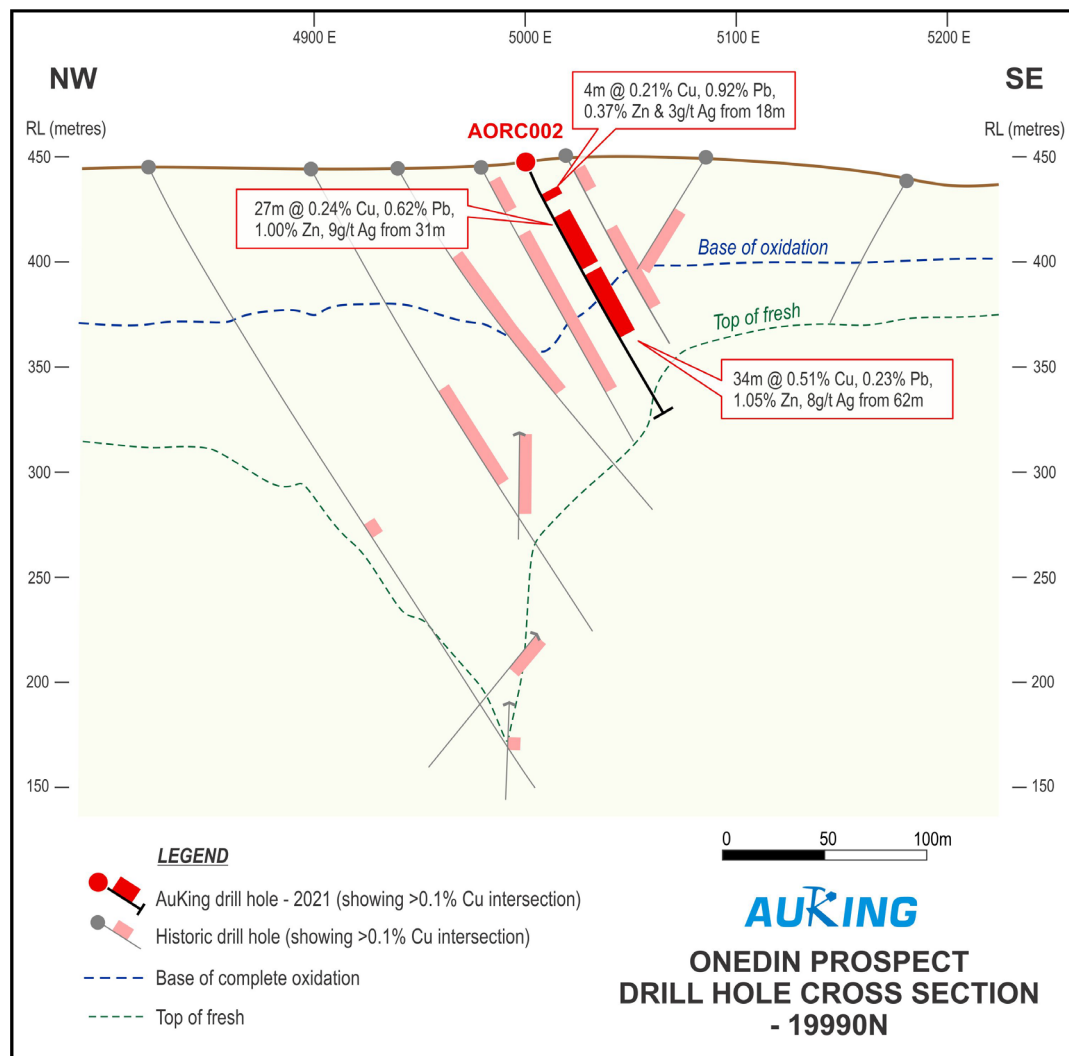 4900 E
5000 E
5100 E
5200 E
NW
SE
RL (metres)
RL (metres)
AORC002
4m @ 0.21% Cu, 0.92% Pb,
0.37% Zn & 3g/t Ag from 18m
450
450
27m @ 0.24% Cu, 0.62% Pb,
1.00% Zn, 9g/t Ag from 31m
Base of oxidation
400
400
Top of fresh
350
350
34m @ 0.51% Cu, 0.23% Pb,
1.05% Zn, 8g/t Ag from 62m
300
300
250
250
200
200
150
150
0
50
100m
LEGEND
AuKing drill hole - 2021 (showing >0.1% Cu intersection)
Historic drill hole (showing >0.1% Cu intersection)
Base of complete oxidation
Top of fresh
AUKING
ONEDIN PROSPECT
DRILL HOLE CROSS SECTION
- 19990N